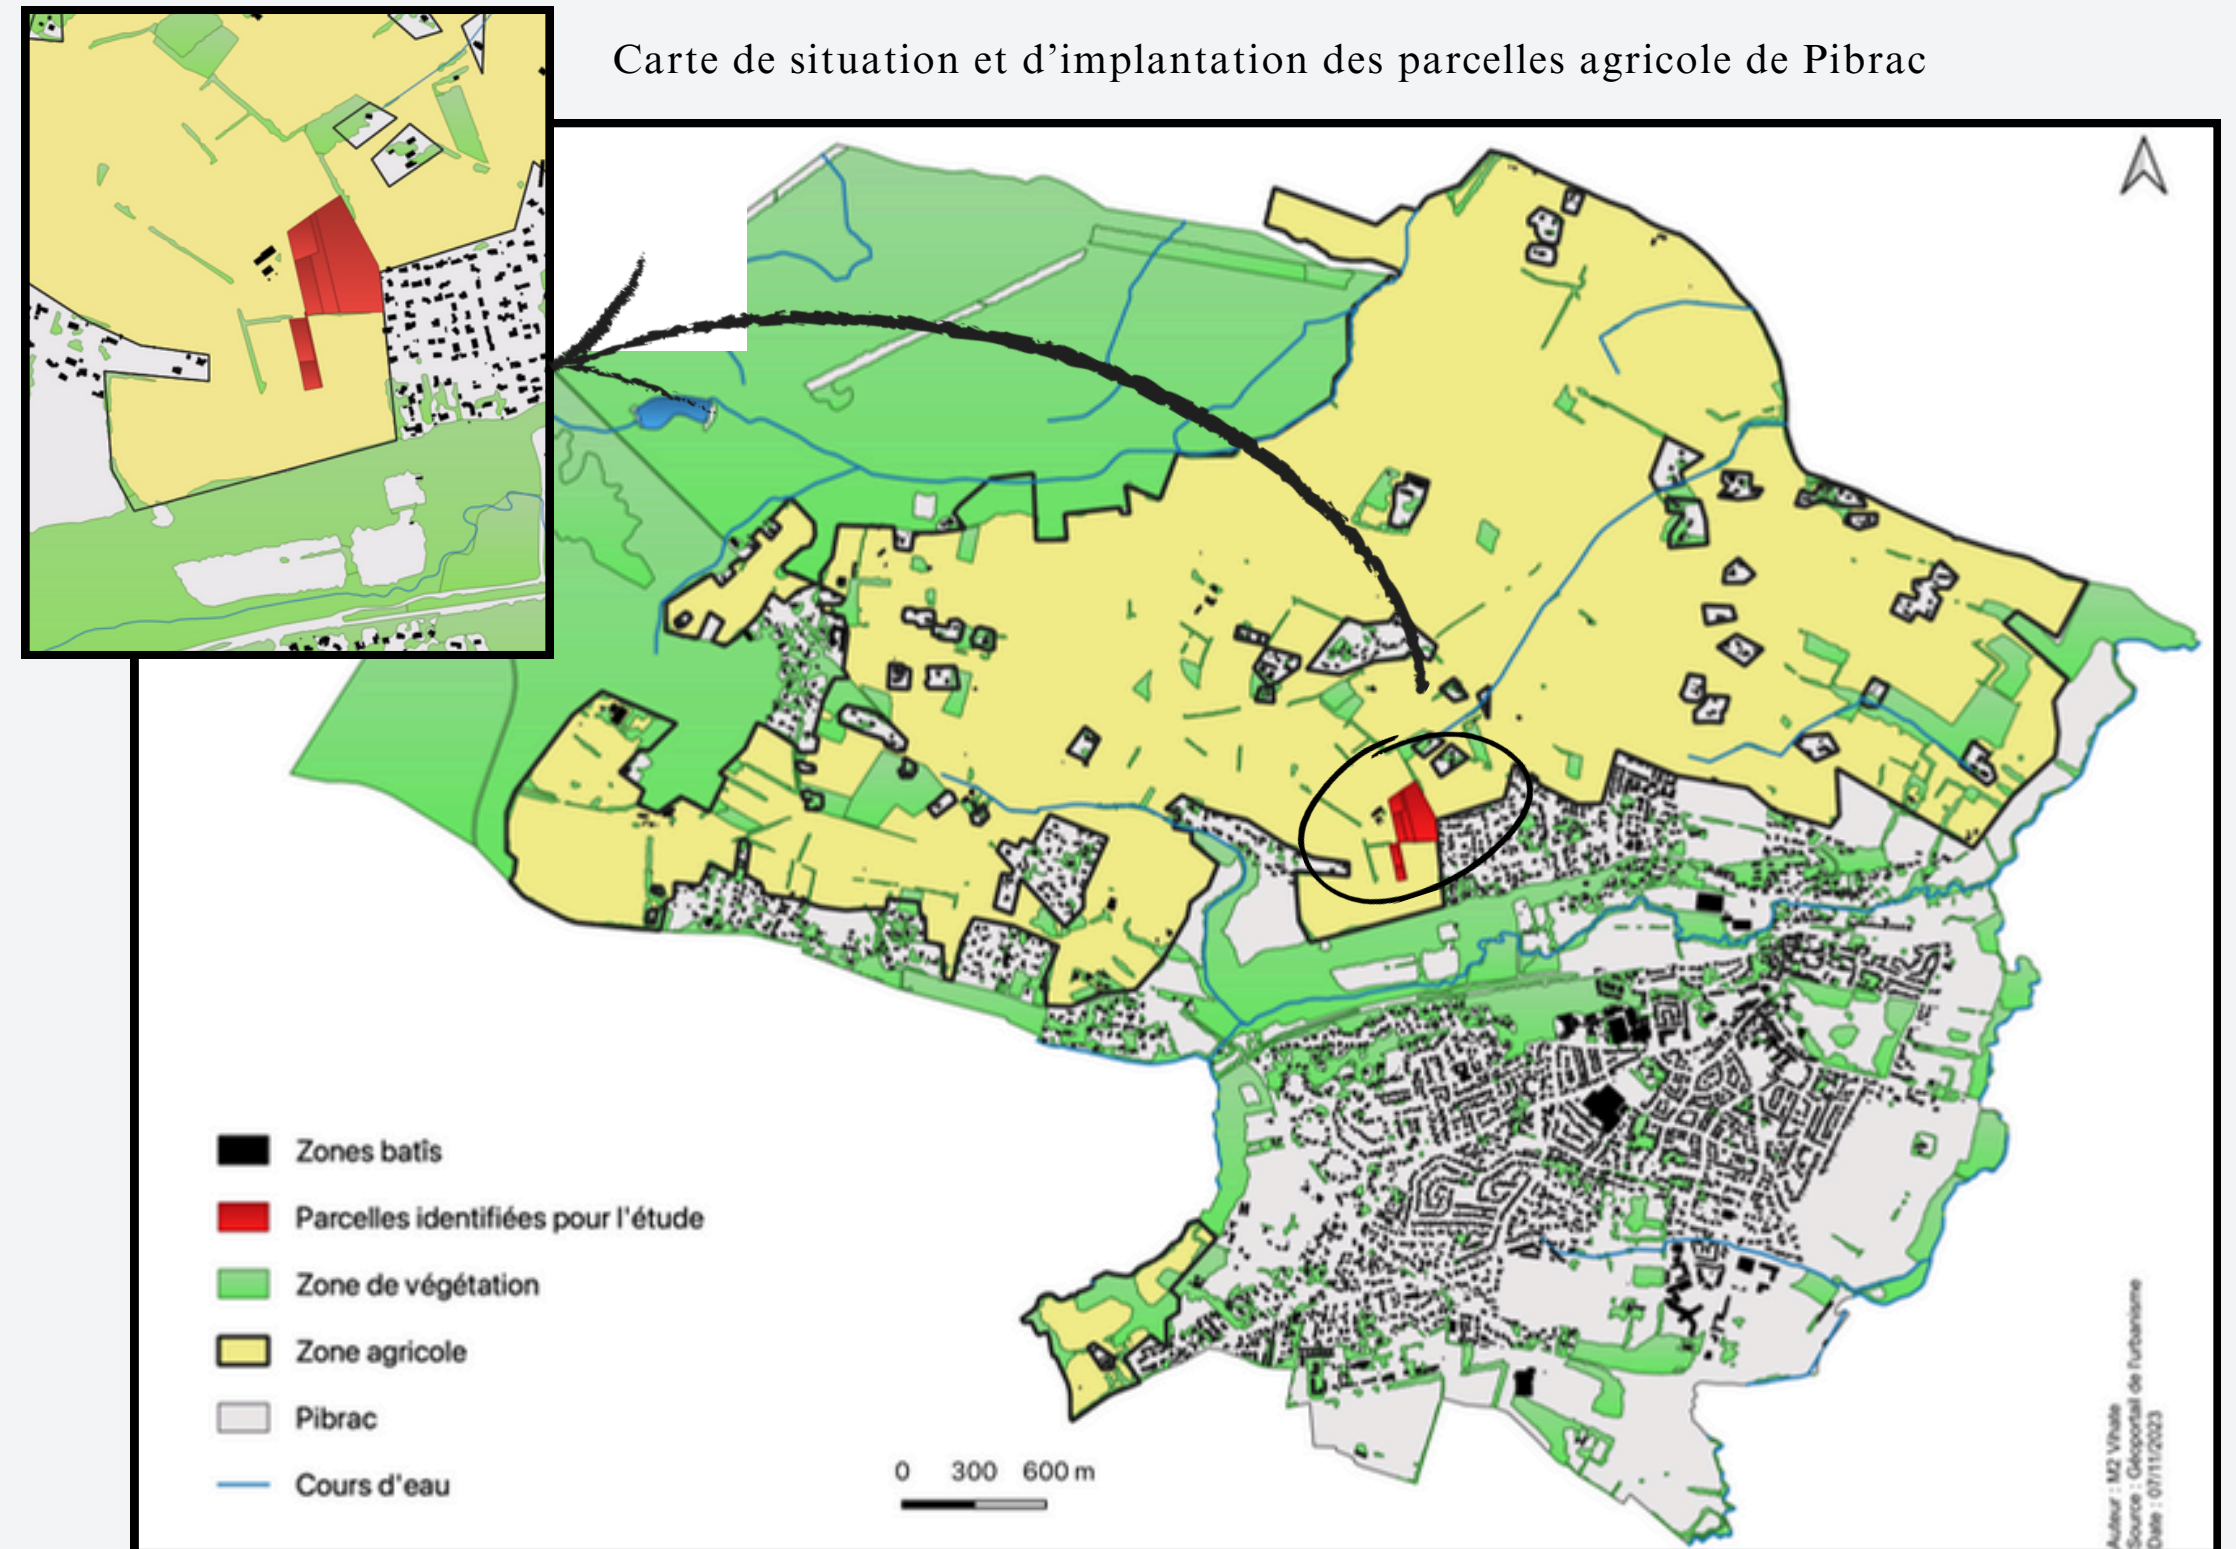 Carte de situation et d’implantation des parcelles agricole de Pibrac
Zones batîs
Parcelles identifiées pour l'étude
Zone de végétation
Zone agricole
Pibrac
Cours d'eau
0 300 600 m
Auteur : M2 Vihate
Source : Géoportail de l'urbanisme
Date : 07/11/2023